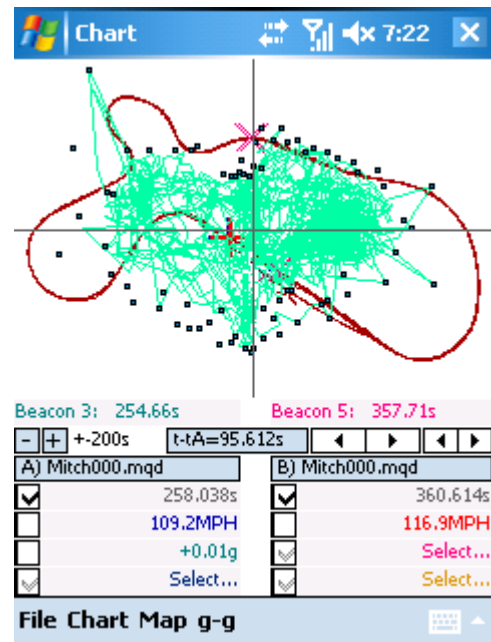 Chart 7:22
Beacon 3: 254.66s Beacon 5: 357.71s
- + +-200s t-tA=95.612s
A) Mitch000.mqd B) Mitch000.mqd
258.038s 360.614s
109.2MPH 116.9MPH
+0.01g Select...
Select... Select...
File Chart Map g-g